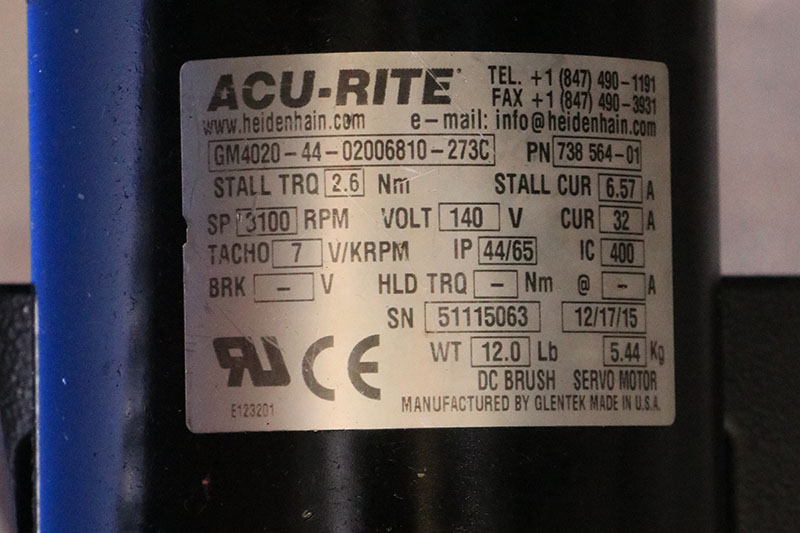 ACU-RITE TEL. +1 (847) 490-1191
FAX +1 (847) 490-3931
www.heidenhain.com e-mail: info@heidenhain.com
GM4020-44-02006810-273C PN 738 564-01
STALL TRQ 2.6 Nm STALL CUR 6.57 A
SP 3100 RPM VOLT 140 V CUR 32 A
TACHO 7 V/KRPM IP 44/65 IC 400
BRK - V HLD TRQ - Nm @ - A
SN 51115063 12/17/15
WT 12.0 Lb 5.44 Kg
DC BRUSH SERVO MOTOR
MANUFACTURED BY GLENTEK MADE IN U.S.A.
RU CE
E123201